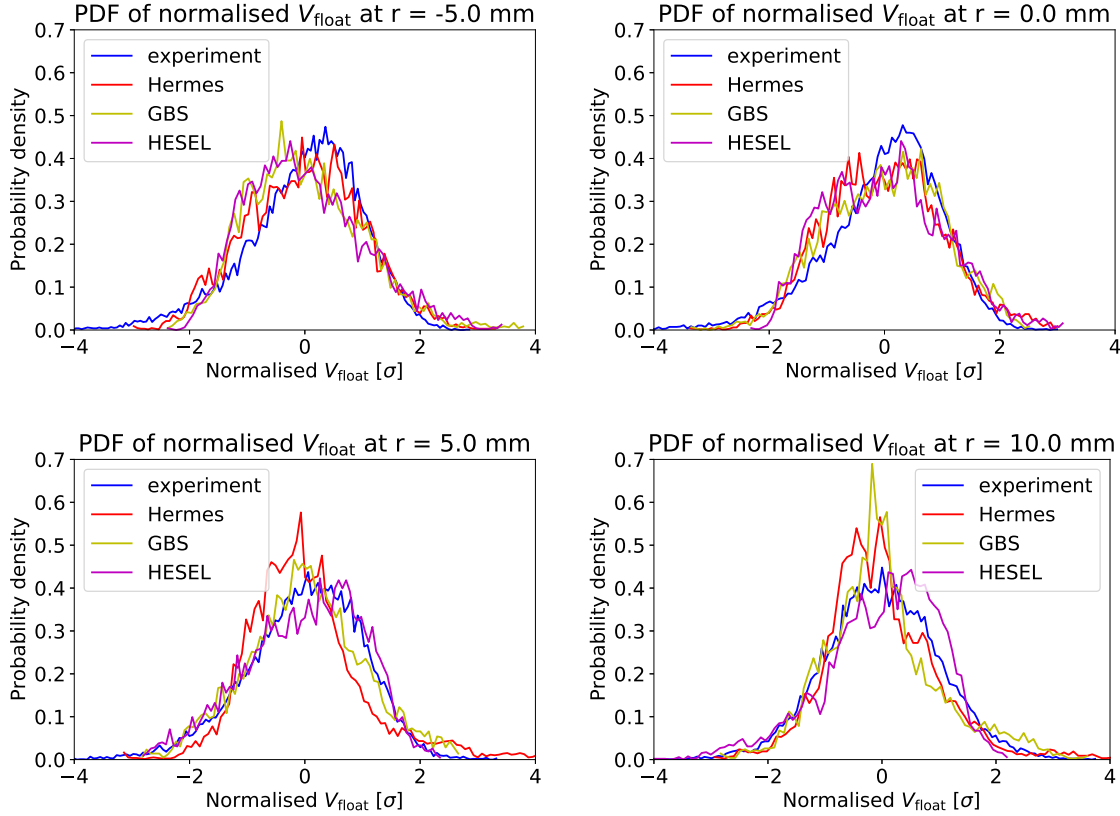 PDF of normalised V_float at r = -5.0 mm
Probability density
0.7
0.6
0.5
0.4
0.3
0.2
0.1
0.0
experiment
Hermes
GBS
HESEL
−4 −2 0 2 4
Normalised V_float [σ]
PDF of normalised V_float at r = 0.0 mm
Probability density
0.7
0.6
0.5
0.4
0.3
0.2
0.1
0.0
experiment
Hermes
GBS
HESEL
−4 −2 0 2 4
Normalised V_float [σ]
PDF of normalised V_float at r = 5.0 mm
Probability density
0.7
0.6
0.5
0.4
0.3
0.2
0.1
0.0
experiment
Hermes
GBS
HESEL
−4 −2 0 2 4
Normalised V_float [σ]
PDF of normalised V_float at r = 10.0 mm
Probability density
0.7
0.6
0.5
0.4
0.3
0.2
0.1
0.0
experiment
Hermes
GBS
HESEL
−4 −2 0 2 4
Normalised V_float [σ]